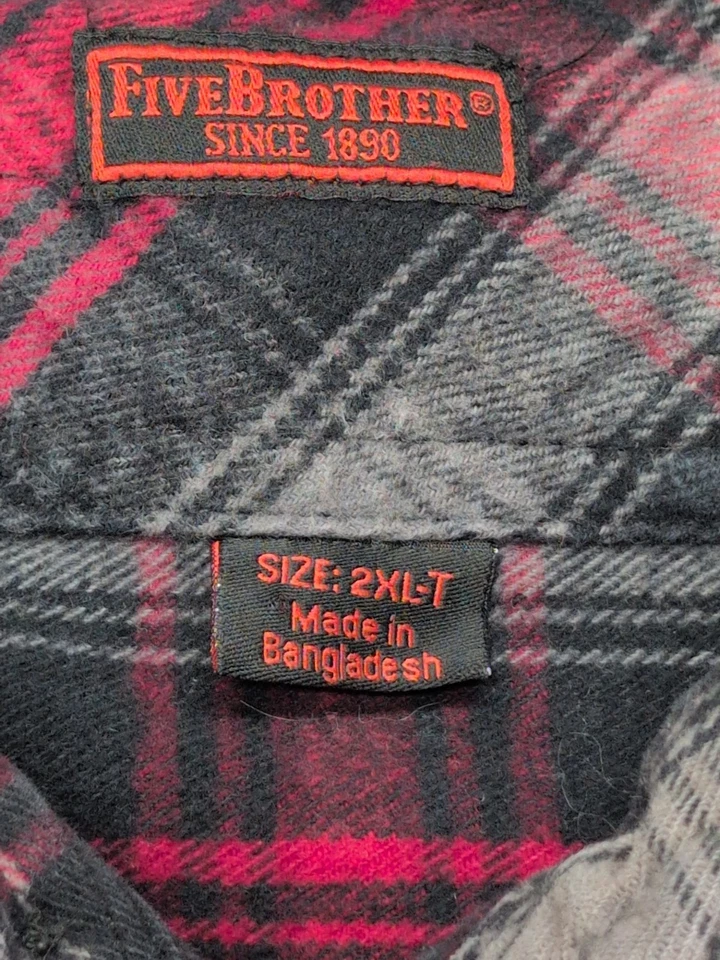 FIVEBROTHER®
SINCE 1890
SIZE: 2XL-T
Made in
Bangladesh